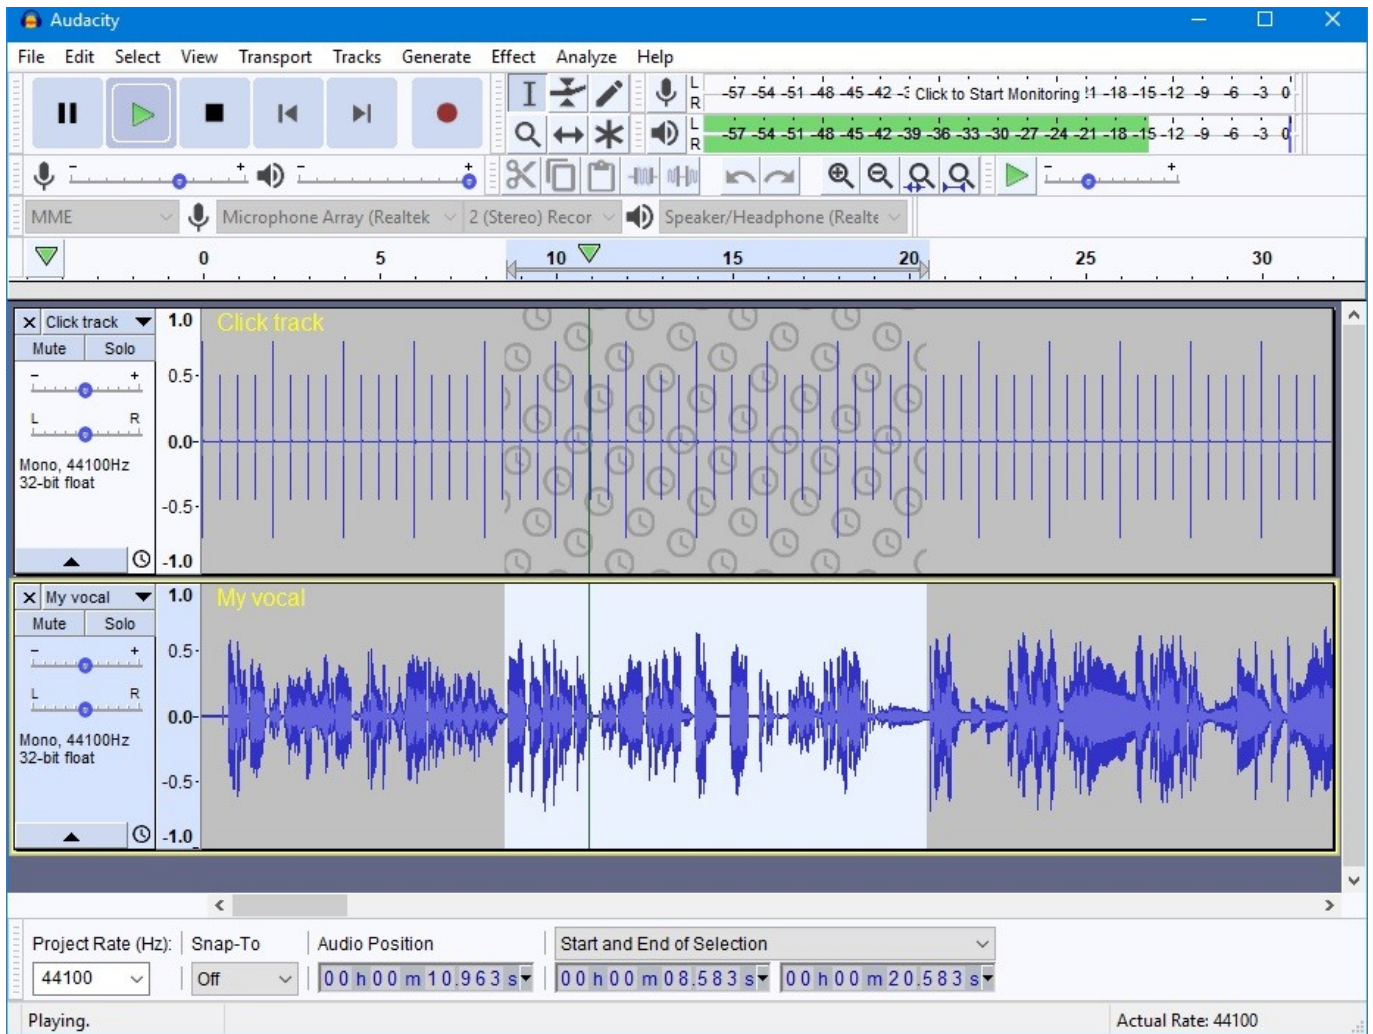 Audacity
File Edit Select View Transport Tracks Generate Effect Analyze Help
L
R
-57 -54 -51 -48 -45 -42 -3 Click to Start Monitoring !1 -18 -15 -12 -9 -6 -3 0
L
R
-57 -54 -51 -48 -45 -42 -39 -36 -33 -30 -27 -24 -21 -18 -15 -12 -9 -6 -3 0
- + - +
- +
MME Microphone Array (Realtek 2 (Stereo) Recor Speaker/Headphone (Realte
0 5 10 15 20 25 30
Click track
Mute Solo
- +
L R
Mono, 44100Hz
32-bit float
1.0
0.5
0.0
-0.5
-1.0
Click track
My vocal
Mute Solo
- +
L R
Mono, 44100Hz
32-bit float
1.0
0.5
0.0
-0.5
-1.0
My vocal
Project Rate (Hz): Snap-To Audio Position Start and End of Selection
44100 Off 00 h 00 m 10.963 s 00 h 00 m 08.583 s 00 h 00 m 20.583 s
Playing. Actual Rate: 44100